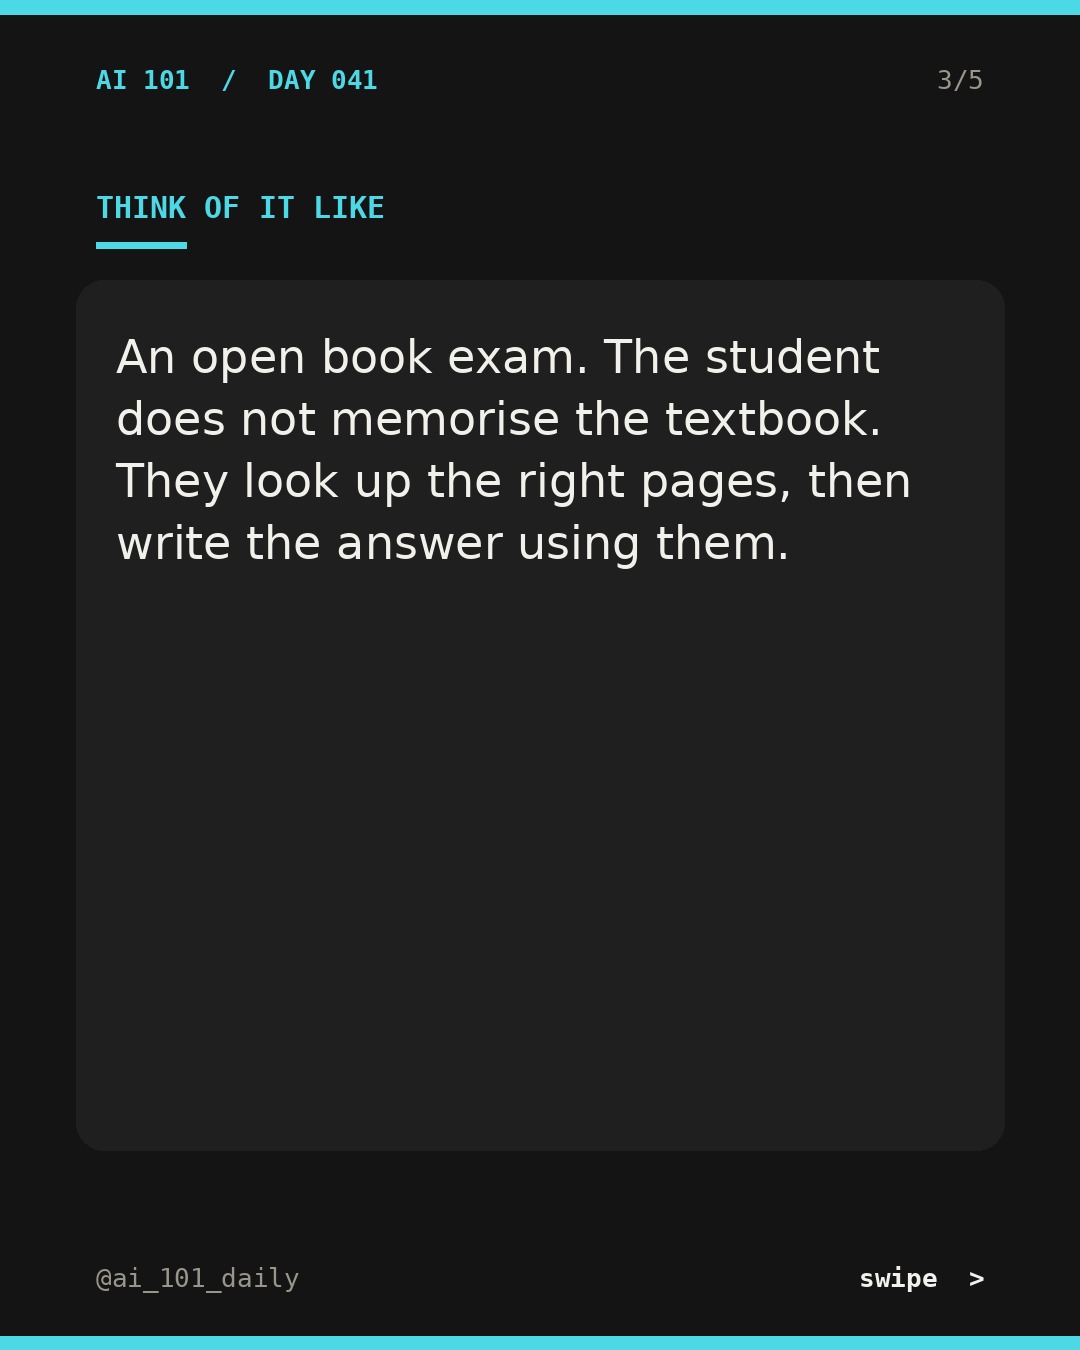 AI 101 / DAY 041
3/5
THINK OF IT LIKE
An open book exam. The student
does not memorise the textbook.
They look up the right pages, then
write the answer using them.
@ai_101_daily
swipe >